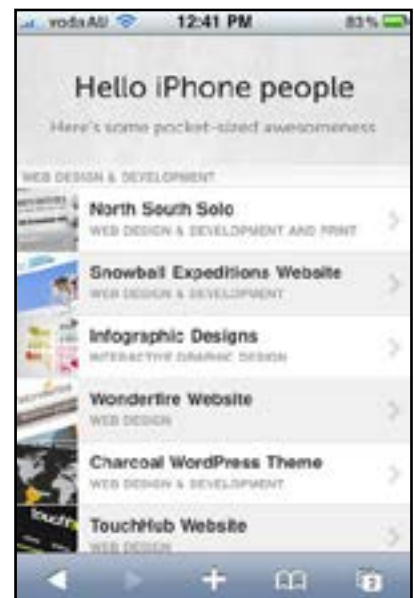 vodaAU 12:41 PM 83%
Hello iPhone people
Here's some pocket-sized awesomeness
WEB DESIGN & DEVELOPMENT
North South Solo
WEB DESIGN & DEVELOPMENT AND PRINT
Snowball Expeditions Website
WEB DESIGN & DEVELOPMENT
Infographic Designs
INTERACTIVE GRAPHIC DESIGN
Wonderfire Website
WEB DESIGN
Charcoal WordPress Theme
WEB DESIGN & DEVELOPMENT
TouchHub Website
WEB DESIGN
2